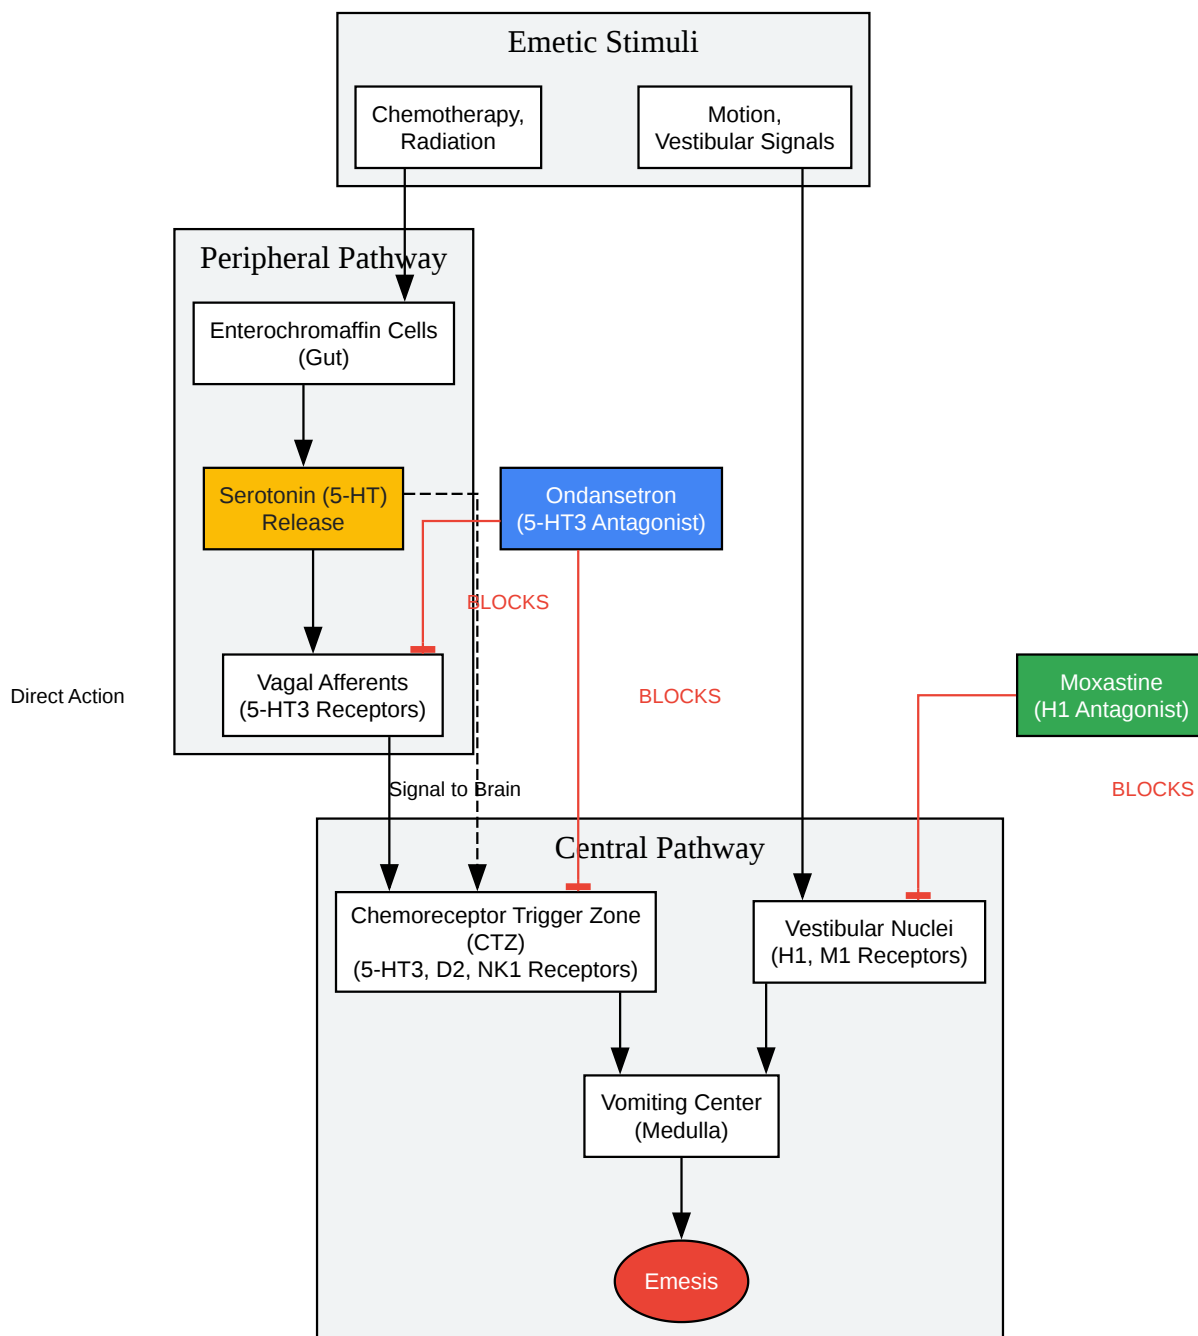 Emetic Stimuli
Chemotherapy,
Radiation
Motion,
Vestibular Signals
Peripheral Pathway
Enterochromaffin Cells
(Gut)
Serotonin (5-HT)
Release
Ondansetron
(5-HT3 Antagonist)
BLOCKS
Vagal Afferents
(5-HT3 Receptors)
Direct Action
BLOCKS
Moxastine
(H1 Antagonist)
Signal to Brain
BLOCKS
Central Pathway
Chemoreceptor Trigger Zone
(CTZ)
(5-HT3, D2, NK1 Receptors)
Vestibular Nuclei
(H1, M1 Receptors)
Vomiting Center
(Medulla)
Emesis